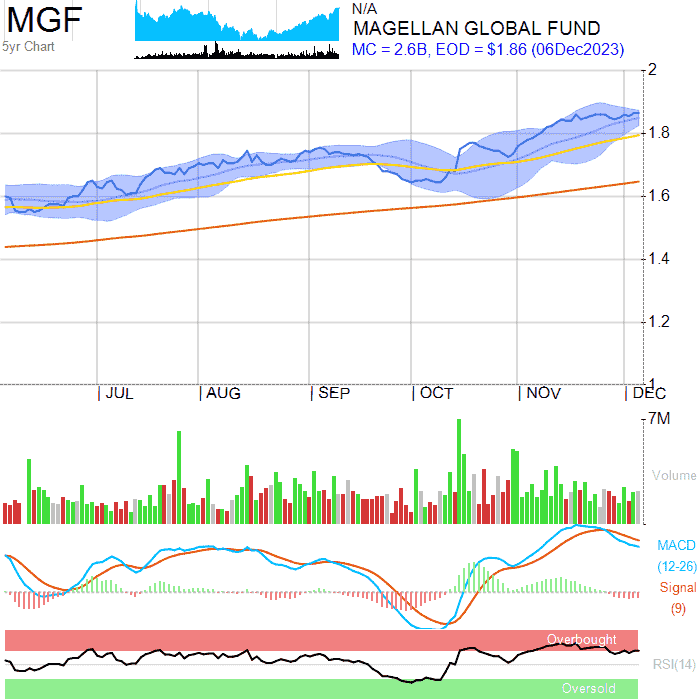 MGF
N/A
MAGELLAN GLOBAL FUND
5yr Chart
MC = 2.6B, EOD = $1.86 (06Dec2023)
2
1.8
1.6
1.4
1.2
1
JUL AUG SEP OCT NOV DEC
7M
Volume
MACD
(12-26)
Signal
(9)
Overbought
RSI(14)
Oversold